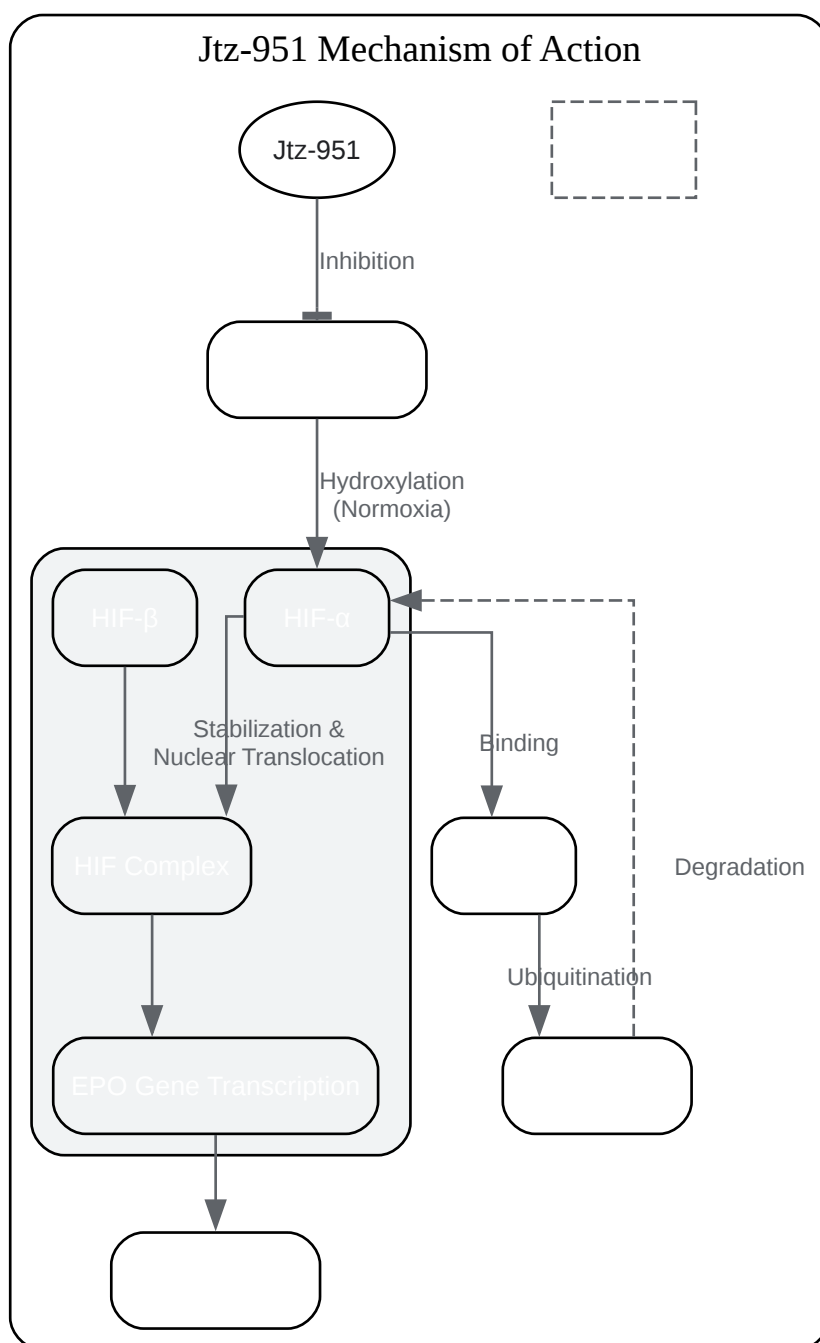 Jtz-951 Mechanism of Action
Jtz-951
Inhibition
Hydroxylation
(Normoxia)
HIF-β
HIF-α
Stabilization &
Nuclear Translocation
Binding
HIF Complex
Degradation
Ubiquitination
EPO Gene Transcription